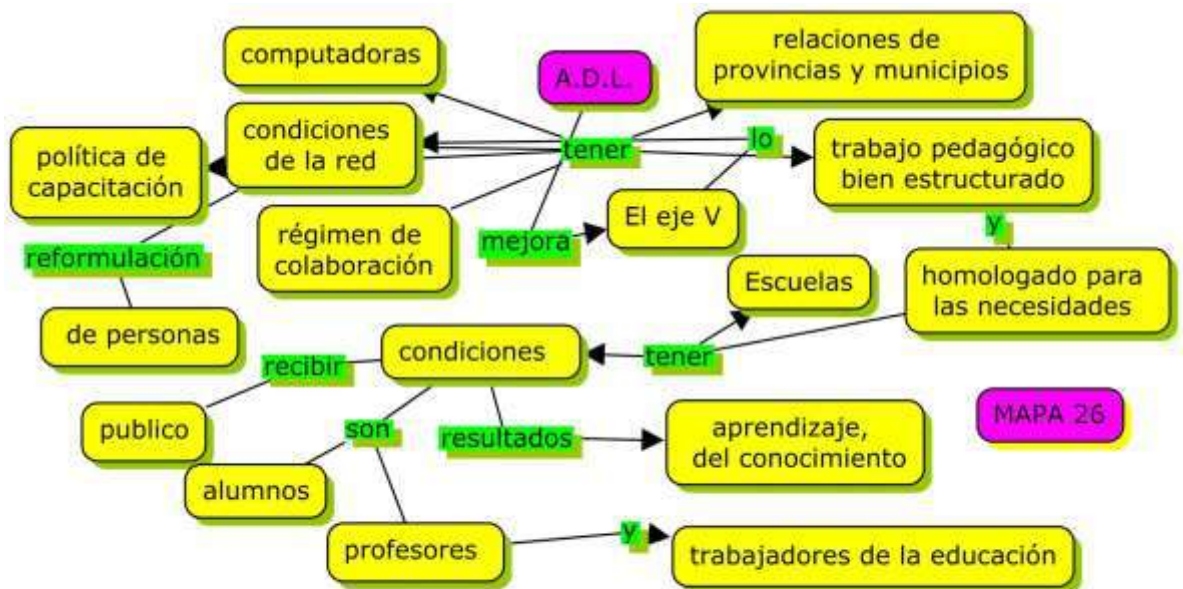 computadoras
A.D.L.
relaciones de
provincias y municipios
condiciones
de la red
tener
lo
política de
capacitación
trabajo pedagógico
bien estructurado
régimen de
colaboración
mejora
El eje V
y
reformulación
homologado para
las necesidades
Escuelas
de personas
condiciones
tener
recibir
publico
son
resultados
aprendizaje,
del conocimiento
MAPA 26
alumnos
profesores
y
trabajadores de la educación